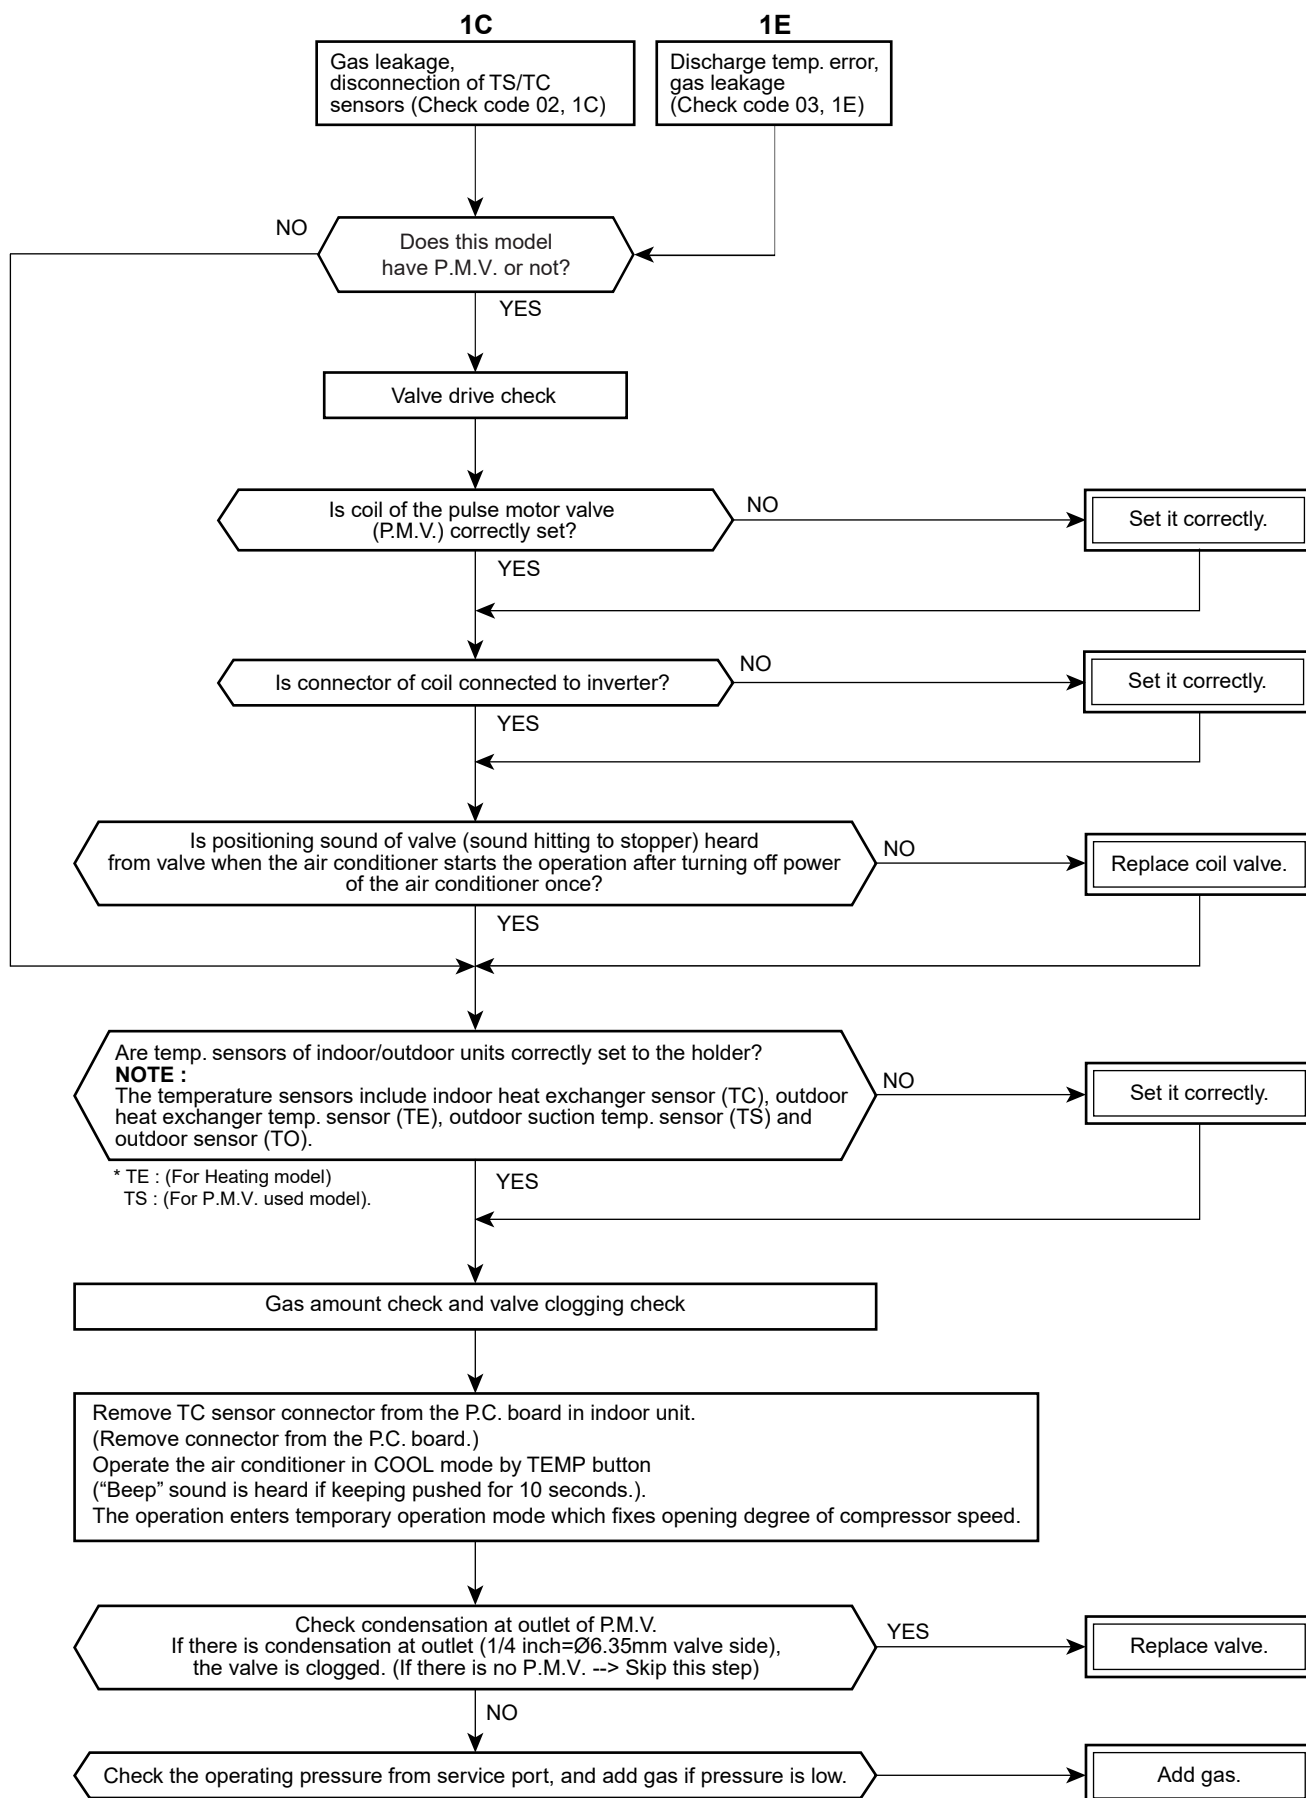 1C
1E
Gas leakage,
disconnection of TS/TC
sensors (Check code 02, 1C)
Discharge temp. error,
gas leakage
(Check code 03, 1E)
NO
Does this model
have P.M.V. or not?
YES
Valve drive check
Is coil of the pulse motor valve
(P.M.V.) correctly set?
NO
Set it correctly.
YES
Is connector of coil connected to inverter?
NO
Set it correctly.
YES
Is positioning sound of valve (sound hitting to stopper) heard
from valve when the air conditioner starts the operation after turning off power
of the air conditioner once?
NO
Replace coil valve.
YES
Are temp. sensors of indoor/outdoor units correctly set to the holder?
NOTE :
The temperature sensors include indoor heat exchanger sensor (TC), outdoor
heat exchanger temp. sensor (TE), outdoor suction temp. sensor (TS) and
outdoor sensor (TO).
NO
Set it correctly.
* TE : (For Heating model)
TS : (For P.M.V. used model).
YES
Gas amount check and valve clogging check
Remove TC sensor connector from the P.C. board in indoor unit.
(Remove connector from the P.C. board.)
Operate the air conditioner in COOL mode by TEMP button
(“Beep” sound is heard if keeping pushed for 10 seconds.).
The operation enters temporary operation mode which fixes opening degree of compressor speed.
Check condensation at outlet of P.M.V.
If there is condensation at outlet (1/4 inch=Ø6.35mm valve side),
the valve is clogged. (If there is no P.M.V. --> Skip this step)
YES
Replace valve.
NO
Check the operating pressure from service port, and add gas if pressure is low.
Add gas.